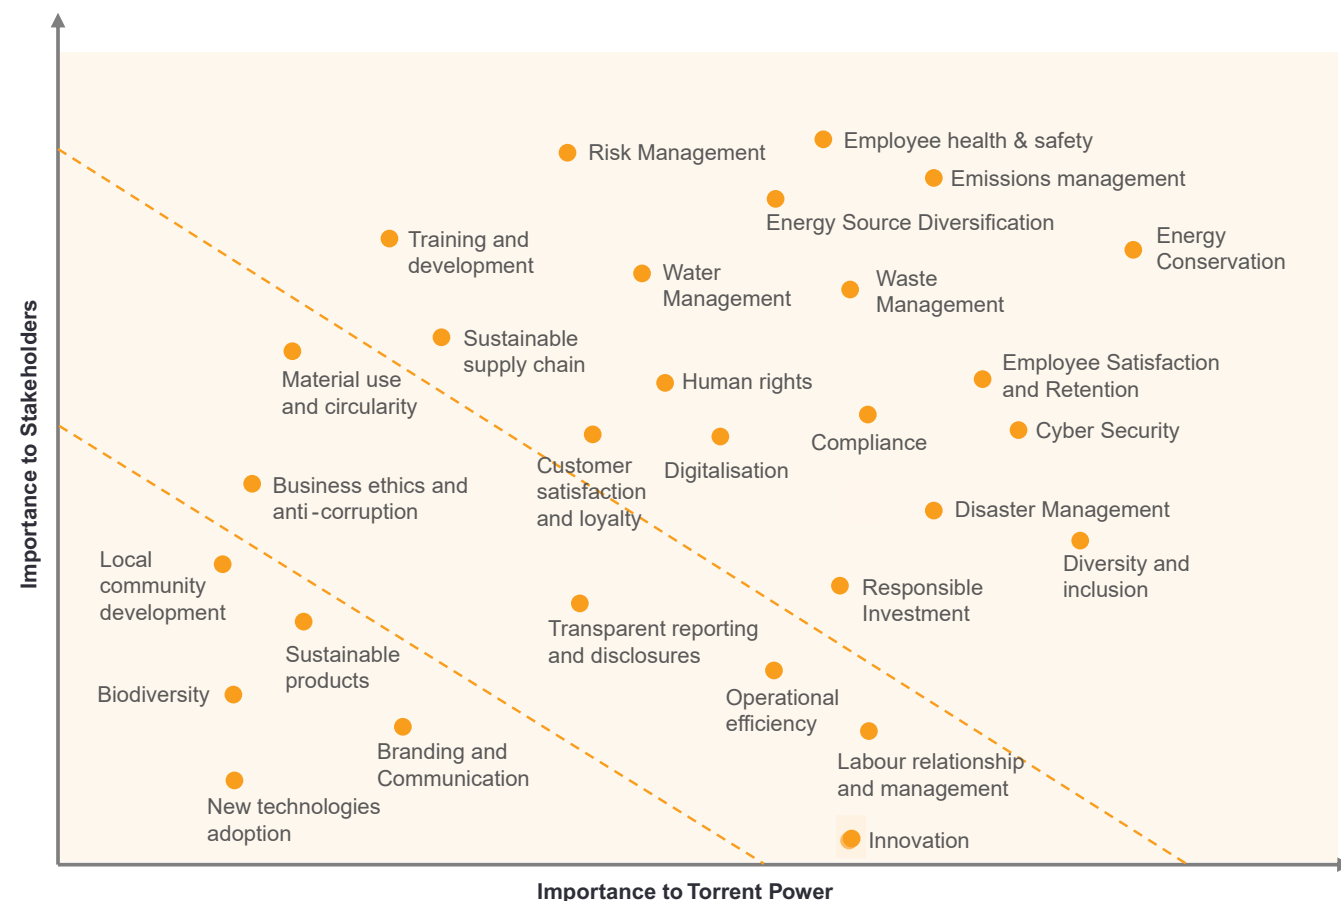 Risk Management
Employee health & safety
Emissions management
Energy Source Diversification
Training and
development
Energy
Conservation
Water
Management
Waste
Management
Sustainable
supply chain
Material use
and circularity
Human rights
Employee Satisfaction
and Retention
Compliance
Cyber Security
Customer
satisfaction
and loyalty
Digitalisation
Business ethics and
anti-corruption
Disaster Management
Diversity and
inclusion
Local
community
development
Responsible
Investment
Transparent reporting
and disclosures
Sustainable
products
Biodiversity
Operational
efficiency
Branding and
Communication
Labour relationship
and management
New technologies
adoption
Innovation
Importance to Stakeholders
Importance to Torrent Power